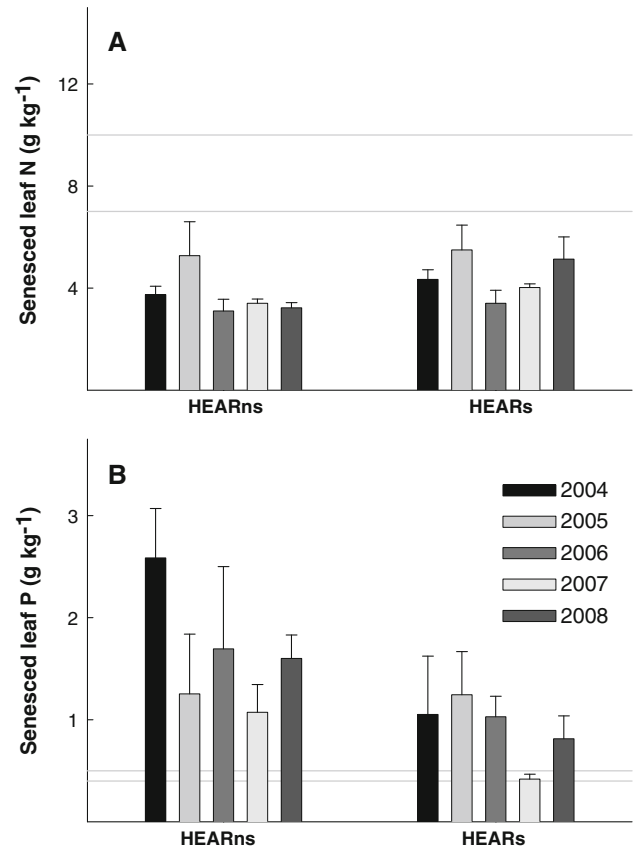 A
Senesced leaf N (g kg-1)
12
8
4
HEARns HEARs
B
Senesced leaf P (g kg-1)
3
2
1
2004
2005
2006
2007
2008
HEARns HEARs